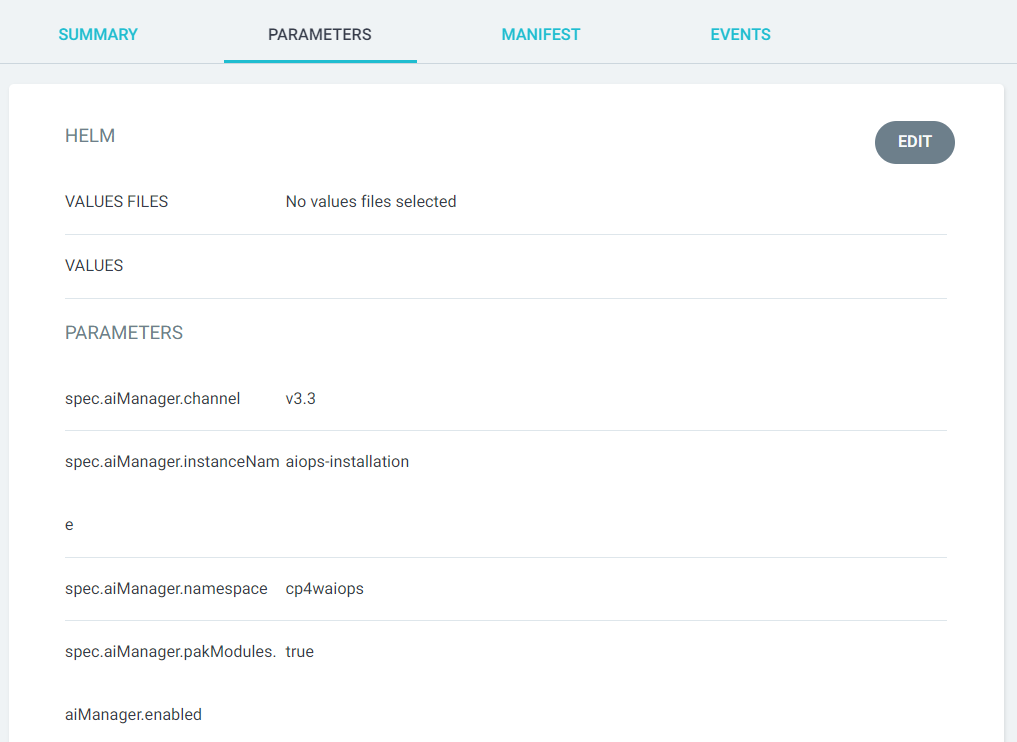 SUMMARY PARAMETERS MANIFEST EVENTS
HELM
EDIT
VALUES FILES No values files selected
VALUES
PARAMETERS
spec.aiManager.channel v3.3
spec.aiManager.instanceNam aiops-installation
e
spec.aiManager.namespace cp4waiops
spec.aiManager.pakModules. true
aiManager.enabled